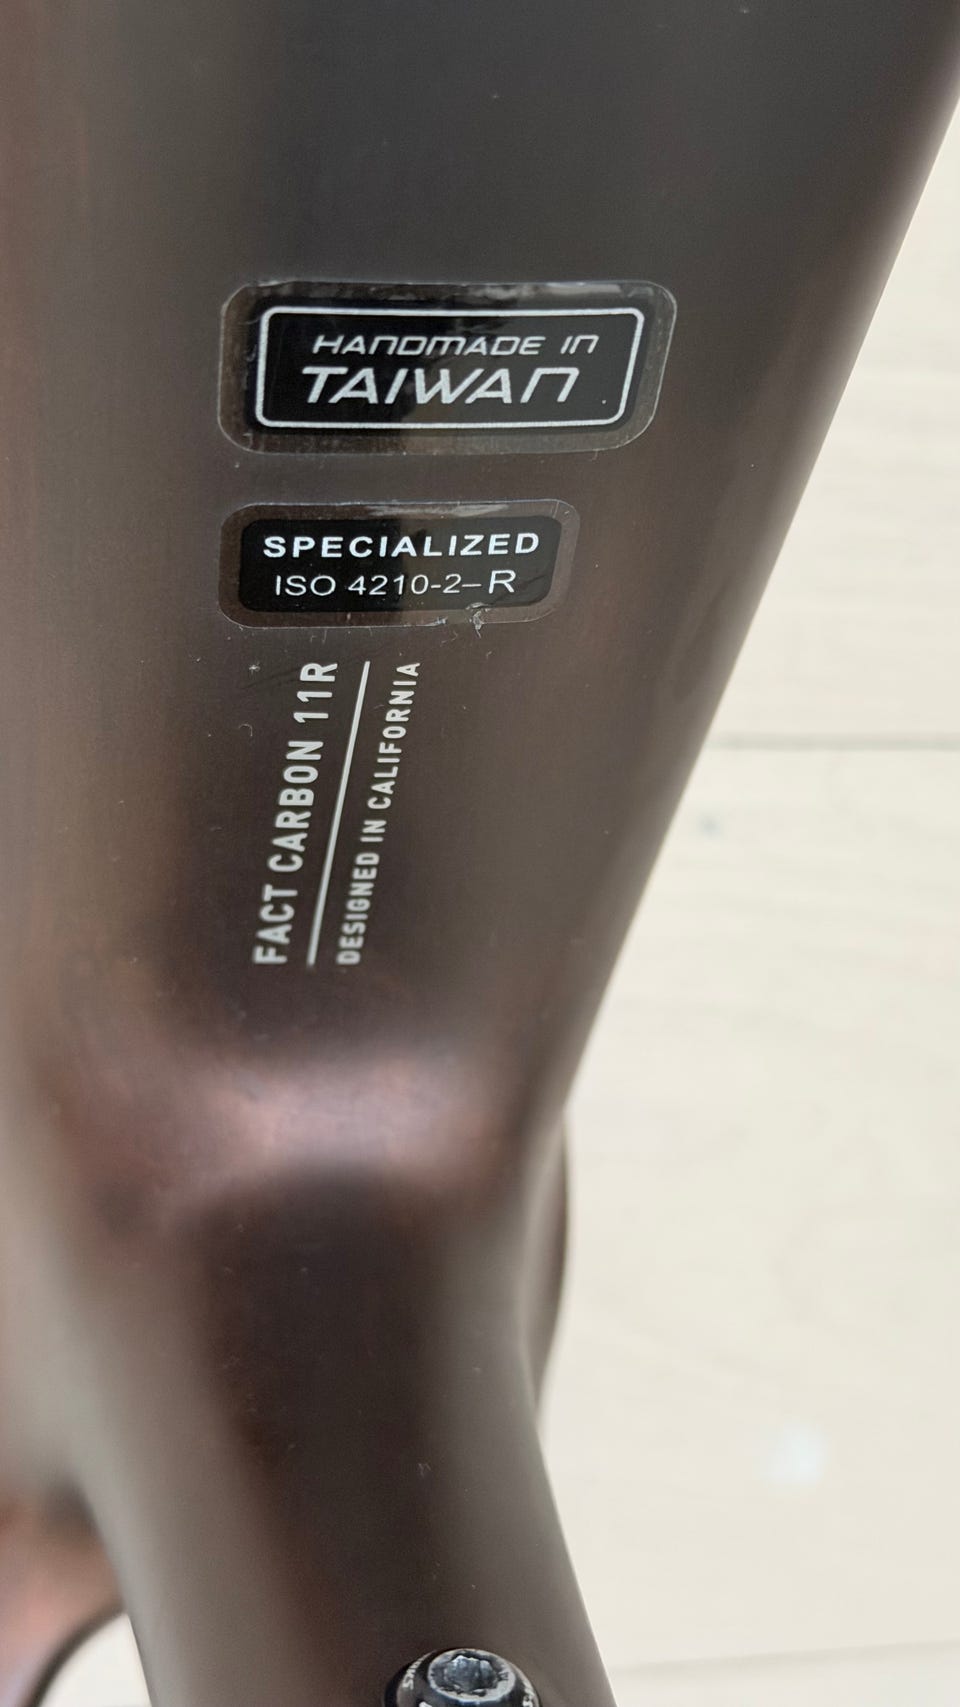 HANDMADE IN
TAIWAN
SPECIALIZED
ISO 4210-2-R
FACT CARBON 11R
DESIGNED IN CALIFORNIA